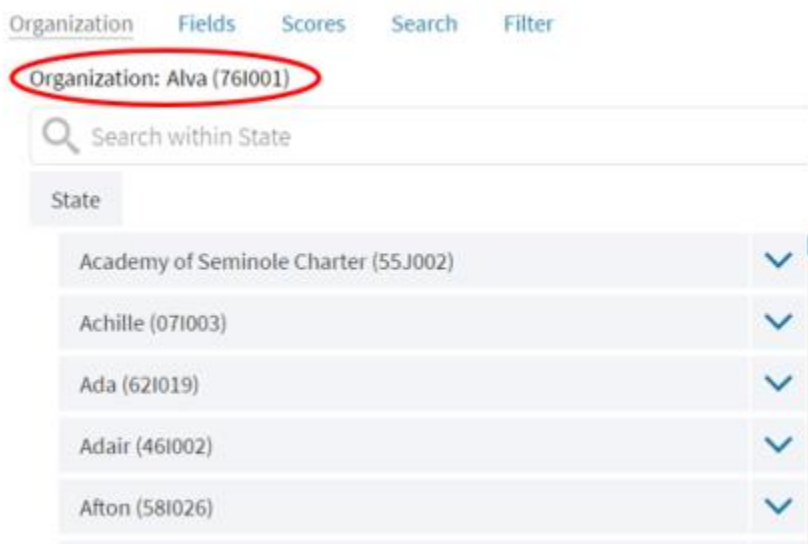 Organization Fields Scores Search Filter
Organization: Alva (76I001)
Search within State
State
Academy of Seminole Charter (55J002)
Achille (07I003)
Ada (62I019)
Adair (46I002)
Afton (58I026)